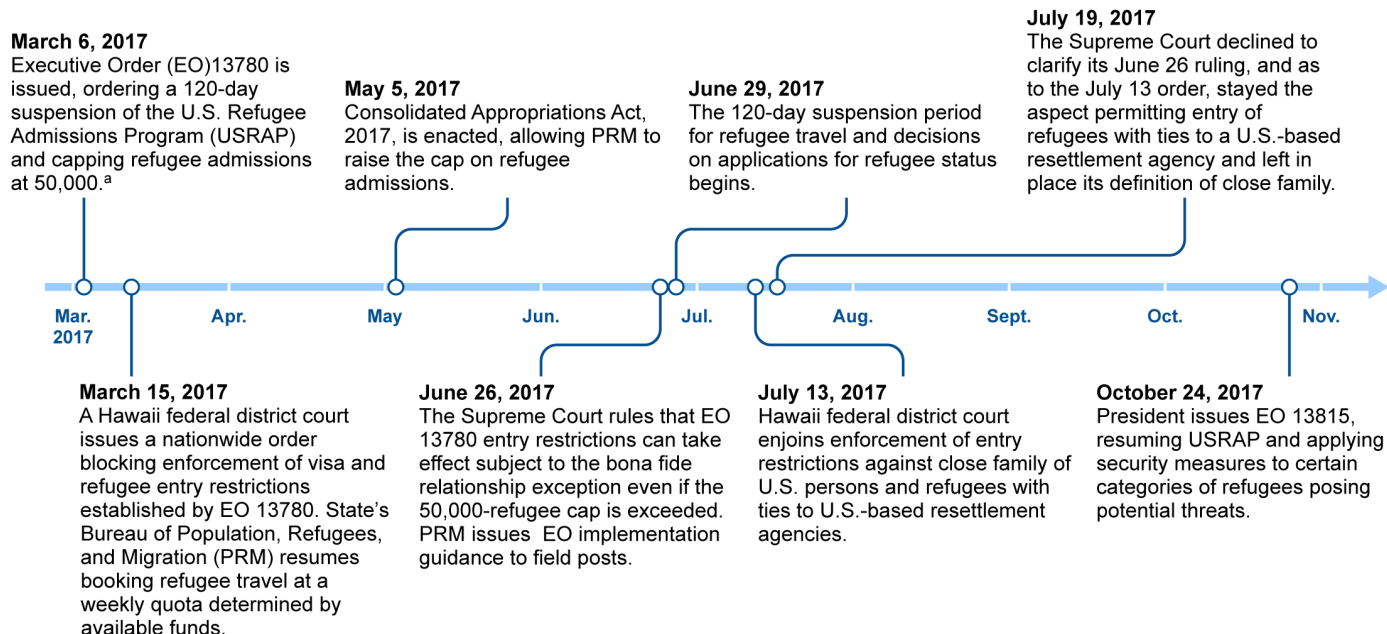 March 6, 2017
Executive Order (EO)13780 is
issued, ordering a 120-day
suspension of the U.S. Refugee
Admissions Program (USRAP)
and capping refugee admissions
at 50,000.ª
May 5, 2017
Consolidated Appropriations Act,
2017, is enacted, allowing PRM to
raise the cap on refugee
admissions.
June 29, 2017
The 120-day suspension period
for refugee travel and decisions
on applications for refugee status
begins.
July 19, 2017
The Supreme Court declined to
clarify its June 26 ruling, and as
to the July 13 order, stayed the
aspect permitting entry of
refugees with ties to a U.S.-based
resettlement agency and left in
place its definition of close family.
Mar.
2017
Apr.
May
Jun.
Jul.
Aug.
Sept.
Oct.
Nov.
March 15, 2017
A Hawaii federal district court
issues a nationwide order
blocking enforcement of visa and
refugee entry restrictions
established by EO 13780. State’s
Bureau of Population, Refugees,
and Migration (PRM) resumes
booking refugee travel at a
weekly quota determined by
available funds.
June 26, 2017
The Supreme Court rules that EO
13780 entry restrictions can take
effect subject to the bona fide
relationship exception even if the
50,000-refugee cap is exceeded.
PRM issues EO implementation
guidance to field posts.
July 13, 2017
Hawaii federal district court
enjoins enforcement of entry
restrictions against close family of
U.S. persons and refugees with
ties to U.S.-based resettlement
agencies.
October 24, 2017
President issues EO 13815,
resuming USRAP and applying
security measures to certain
categories of refugees posing
potential threats.